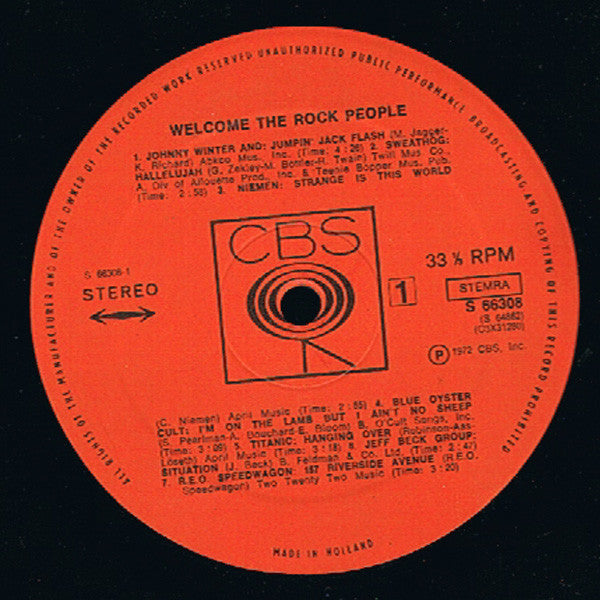 ALL RIGHTS OF THE MANUFACTURER AND OF THE OWNER OF THE RECORDED WORK RESERVED UNAUTHORIZED PUBLIC PERFORMANCE BROADCASTING AND COPYING OF THIS RECORD PROHIBITED
WELCOME THE ROCK PEOPLE
1. JOHNNY WINTER AND: JUMPIN' JACK FLASH (M. Jagger-
K. Richard) Abkco Mus., Inc. (Time: 4:26) 2. SWEATHOG:
HALLELUJAH (G. Zekley-M. Bottler-R. Twain) Twill Mus. Co.,
A. Div of Allouette Prod., Inc. & Teenie Bopper Mus. Pub.
(Time: 2:58) 3. NIEMEN: STRANGE IS THIS WORLD
CBS
S 66308-1
STEREO
1
33 ⅓ RPM
STEMRA
S 66308
(S 64882)
(C3X31280)
Ⓟ 1972 CBS, Inc.
(C. Niemen) April Music (Time: 2:55) 4. BLUE OYSTER
CULT: I'M ON THE LAMB BUT I AIN'T NO SHEEP
(S. Pearlman-A. Bouchard-E. Bloom) B. O'Cult Songs, Inc.
(Time: 3:09) 5. TITANIC: HANGING OVER (Robinson-Ass-
Löseth) April Music (Time: 3:18) 6. JEFF BECK GROUP:
SITUATION (J. Beck) B. Feldman & Co. Ltd. (Time: 2:47)
7. R.E.O. SPEEDWAGON: 157 RIVERSIDE AVENUE (R.E.O.
Speedwagon) Two Twenty Two Music (Time: 3:20)
MADE IN HOLLAND